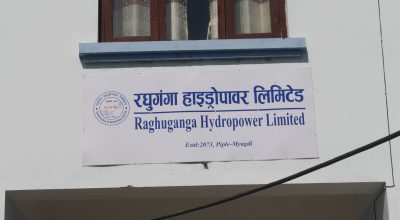 रघुगंगा हाइड्रोपावर लिमिटेड
Raghuganga Hydropower Limited
Estd:2073, Piple-Myagdi